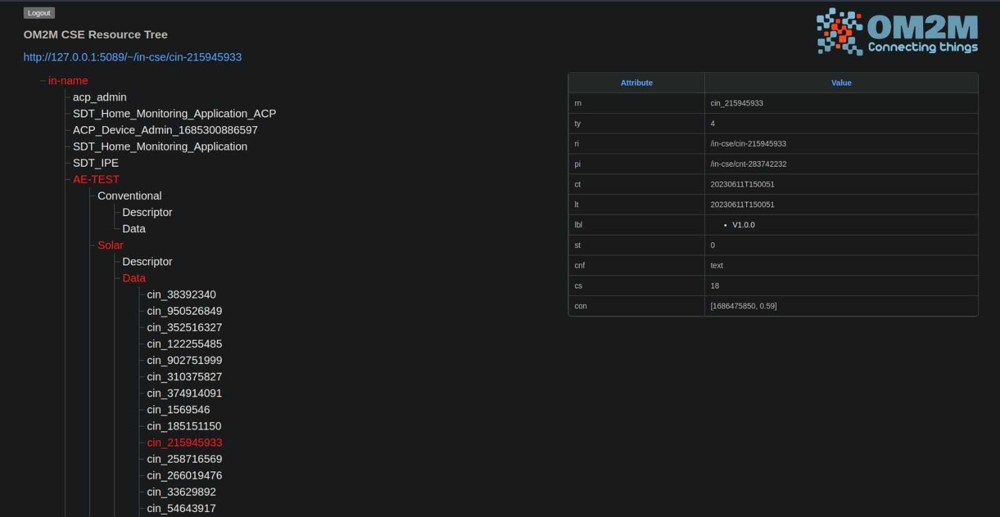 Logout
OM2M CSE Resource Tree
http://127.0.0.1:5089/~/in-cse/cin-215945933
OM2M
Connecting things
in-name
acp_admin
SDT_Home_Monitoring_Application_ACP
ACP_Device_Admin_1685300886597
SDT_Home_Monitoring_Application
SDT_IPE
AE-TEST
Conventional
Descriptor
Data
Solar
Descriptor
Data
cin_38392340
cin_950526849
cin_352516327
cin_122255485
cin_902751999
cin_310375827
cin_374914091
cin_1569546
cin_185151150
cin_215945933
cin_258716569
cin_266019476
cin_33629892
cin_54643917
Attribute Value
rn cin_215945933
ty 4
ri /in-cse/cin-215945933
pi /in-cse/cnt-283742232
ct 20230611T150051
lt 20230611T150051
lbl • V1.0.0
st 0
cnf text
cs 18
con [1686475850, 0.59]